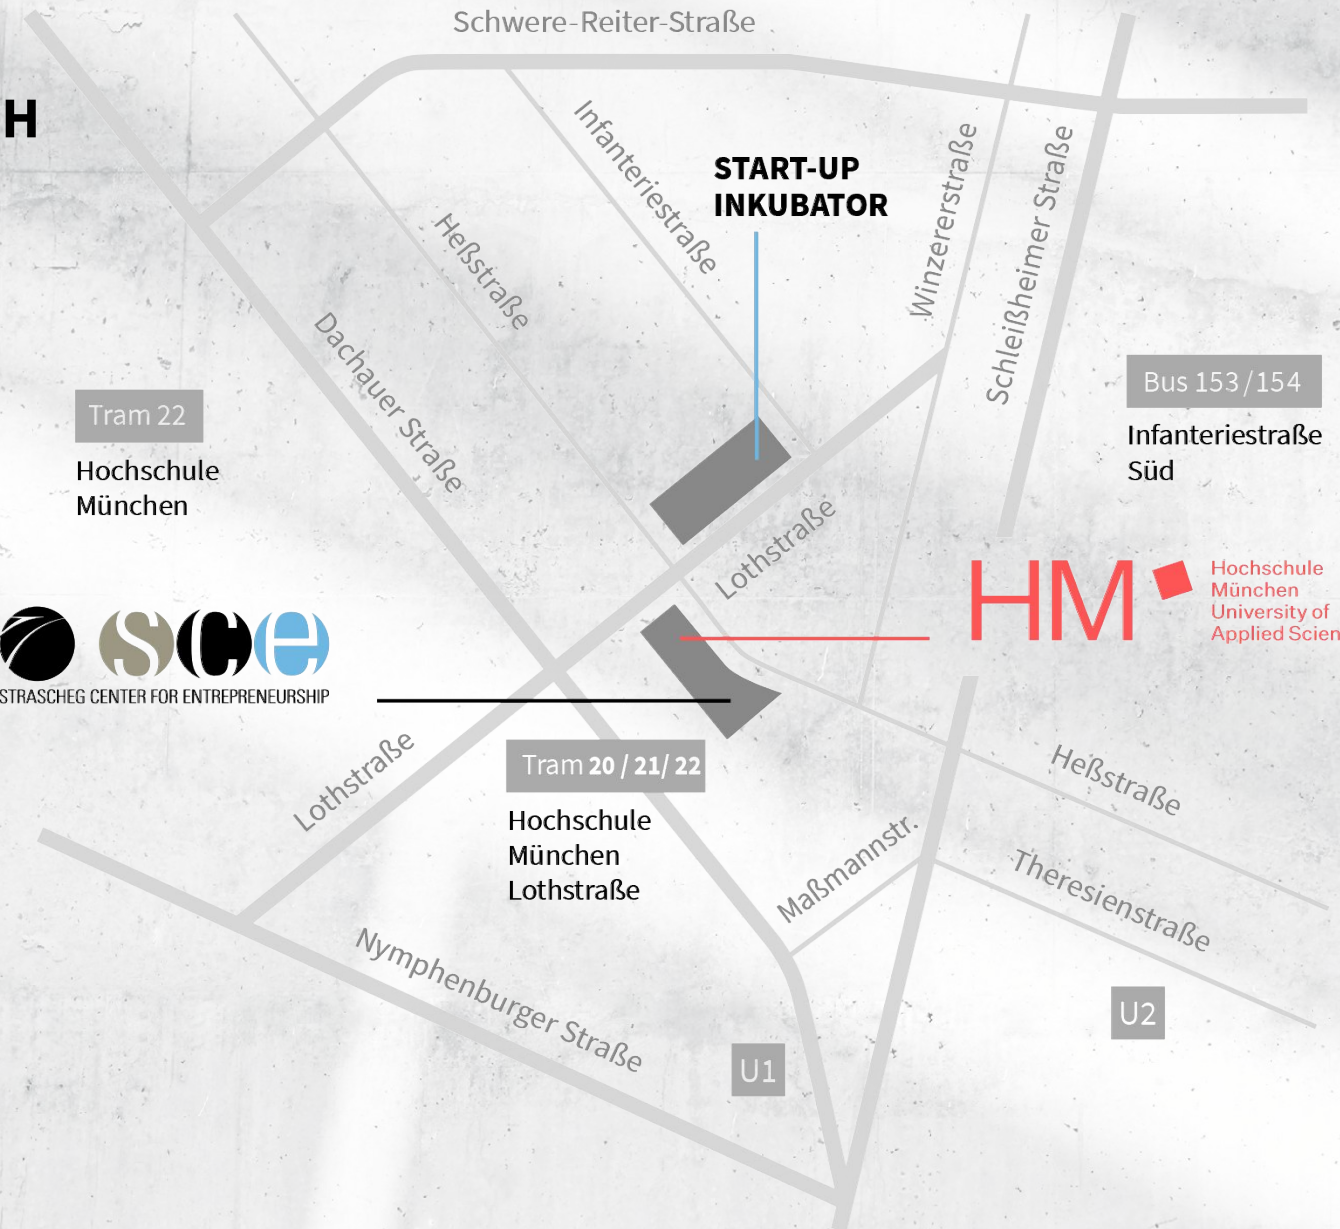 Schwere-Reiter-Straße
H
Infanteriestraße
START-UP
INKUBATOR
Winzererstraße
Schleißheimer Straße
Heßstraße
Dachauer Straße
Tram 22
Hochschule
München
Bus 153/154
Infanteriestraße
Süd
Lothstraße
HM
Hochschule
München
University of
Applied Scien
sce
STRASCHEG CENTER FOR ENTREPRENEURSHIP
Lothstraße
Tram 20 / 21/ 22
Hochschule
München
Lothstraße
Heßstraße
Maßmannstr.
Theresienstraße
Nymphenburger Straße
U2
U1